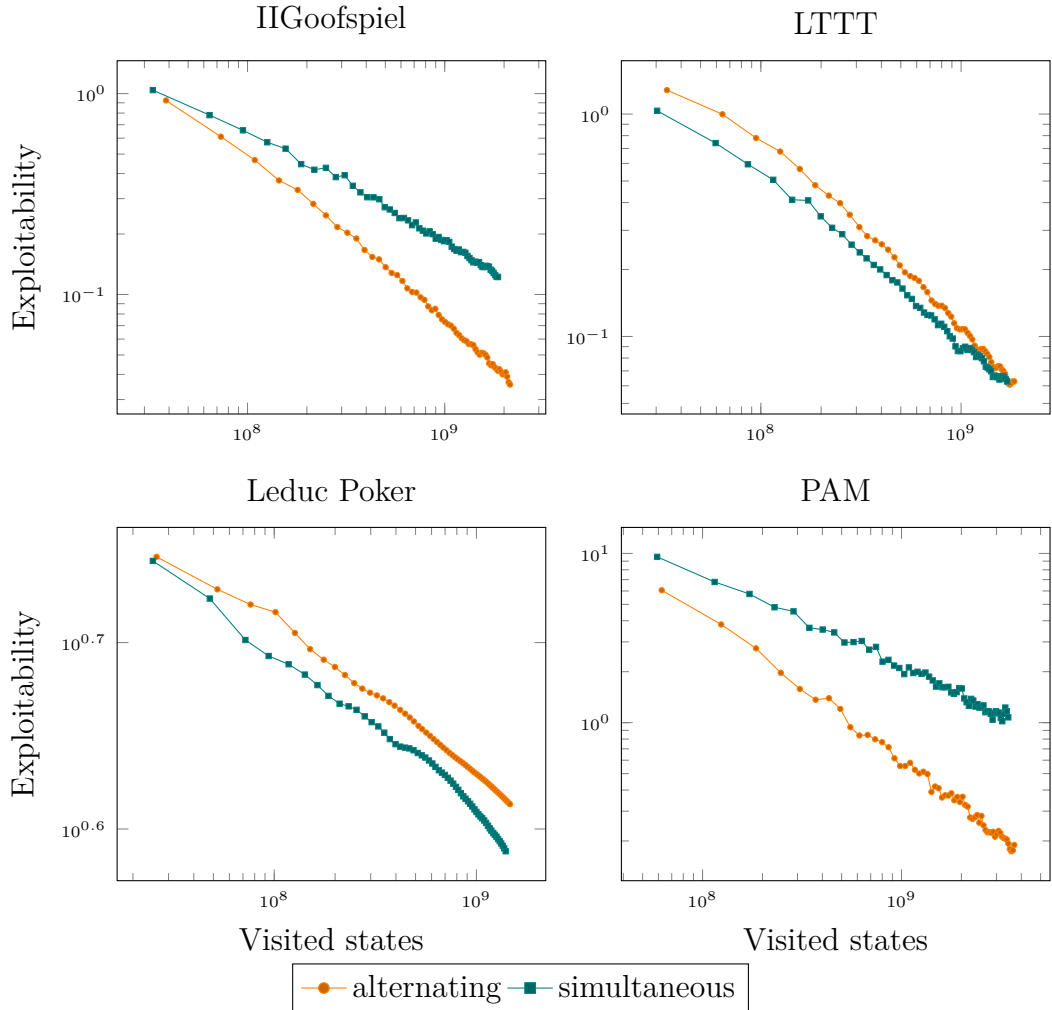 IIGoofspiel
LTTT
Exploitability
10^0
10^-1
10^8
10^9
10^0
10^-1
10^8
10^9
Leduc Poker
PAM
Exploitability
10^0.7
10^0.6
10^8
10^9
10^1
10^0
10^8
10^9
Visited states
Visited states
alternating simultaneous